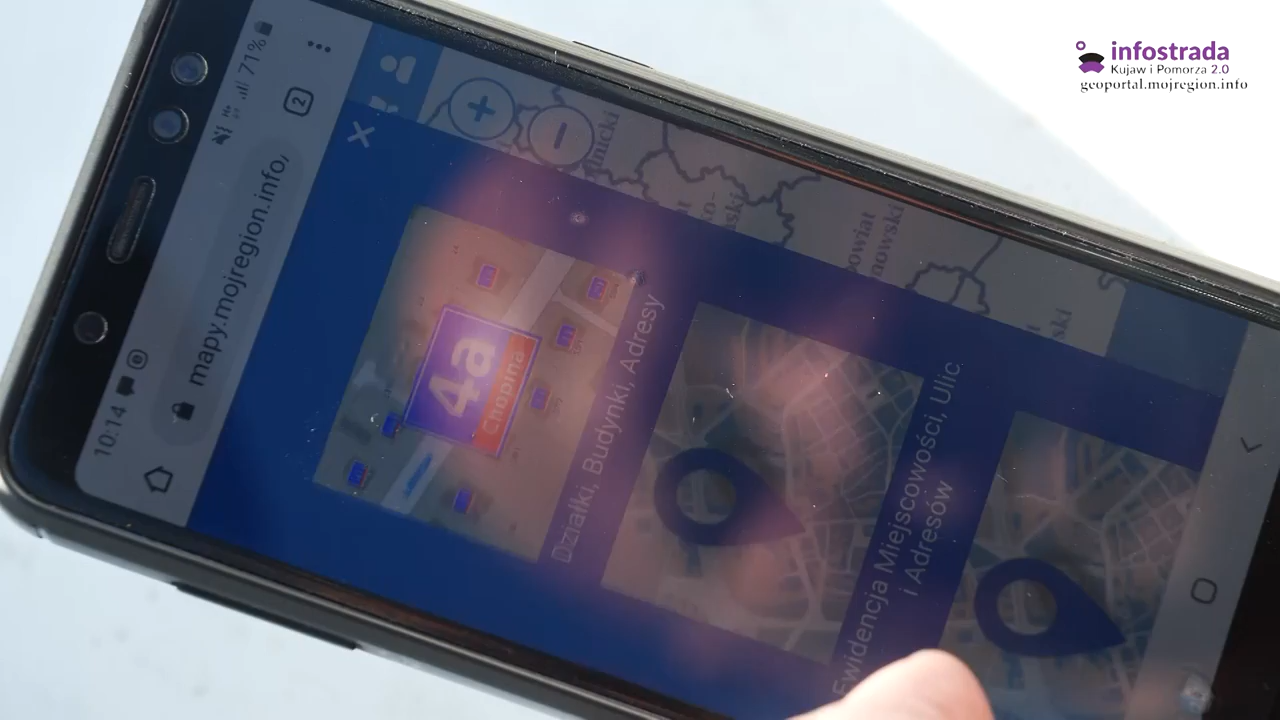 infostrada
Kujaw i Pomorza 2.0
geoportal.mojregion.info
10:14
71%
mapy.mojregion.info,
2
4a
Chopina
Działki, Budynki, Adresy
Ewidencja Miejscowości, Ulic
i Adresów